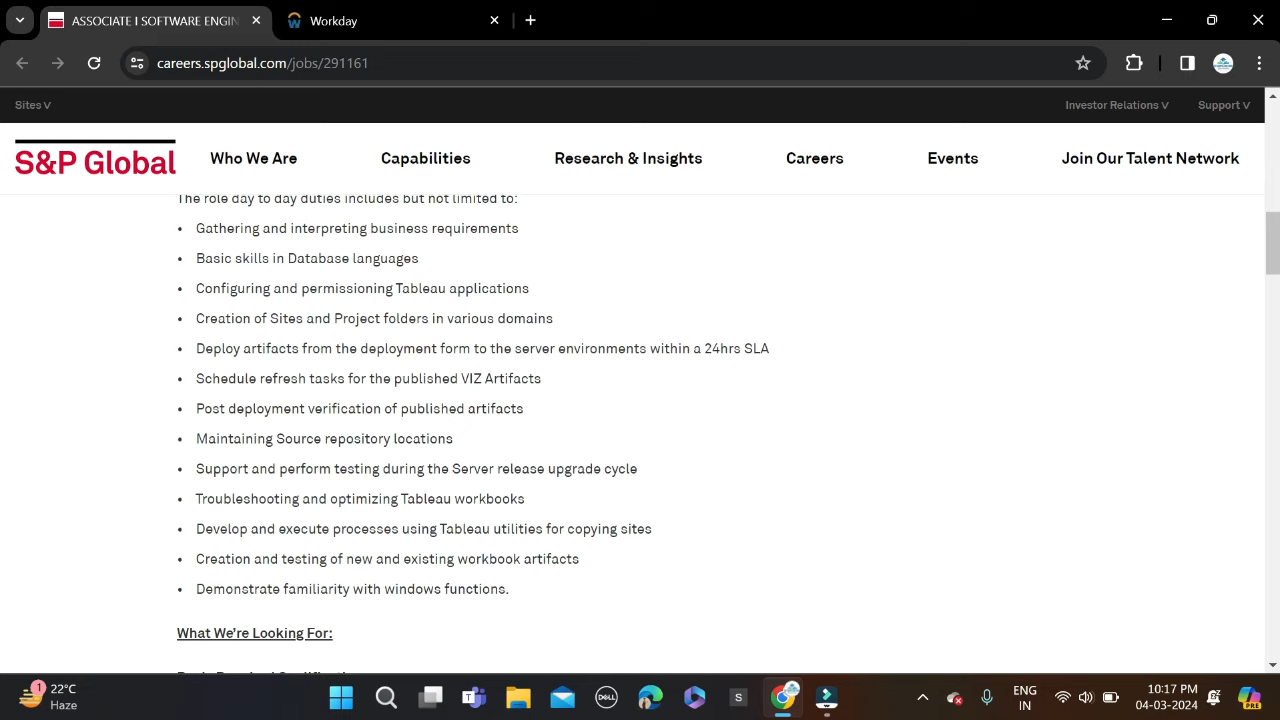 ASSOCIATE I SOFTWARE ENGIN
Workday
careers.spglobal.com/jobs/291161
Sites
Investor Relations
Support
S&P Global
Who We Are
Capabilities
Research & Insights
Careers
Events
Join Our Talent Network
The role day to day duties includes but not limited to:
• Gathering and interpreting business requirements
• Basic skills in Database languages
• Configuring and permissioning Tableau applications
• Creation of Sites and Project folders in various domains
• Deploy artifacts from the deployment form to the server environments within a 24hrs SLA
• Schedule refresh tasks for the published VIZ Artifacts
• Post deployment verification of published artifacts
• Maintaining Source repository locations
• Support and perform testing during the Server release upgrade cycle
• Troubleshooting and optimizing Tableau workbooks
• Develop and execute processes using Tableau utilities for copying sites
• Creation and testing of new and existing workbook artifacts
• Demonstrate familiarity with windows functions.
What We're Looking For:
1
22°C
Haze
DELL
S
PRE
ENG
IN
10:17 PM
04-03-2024